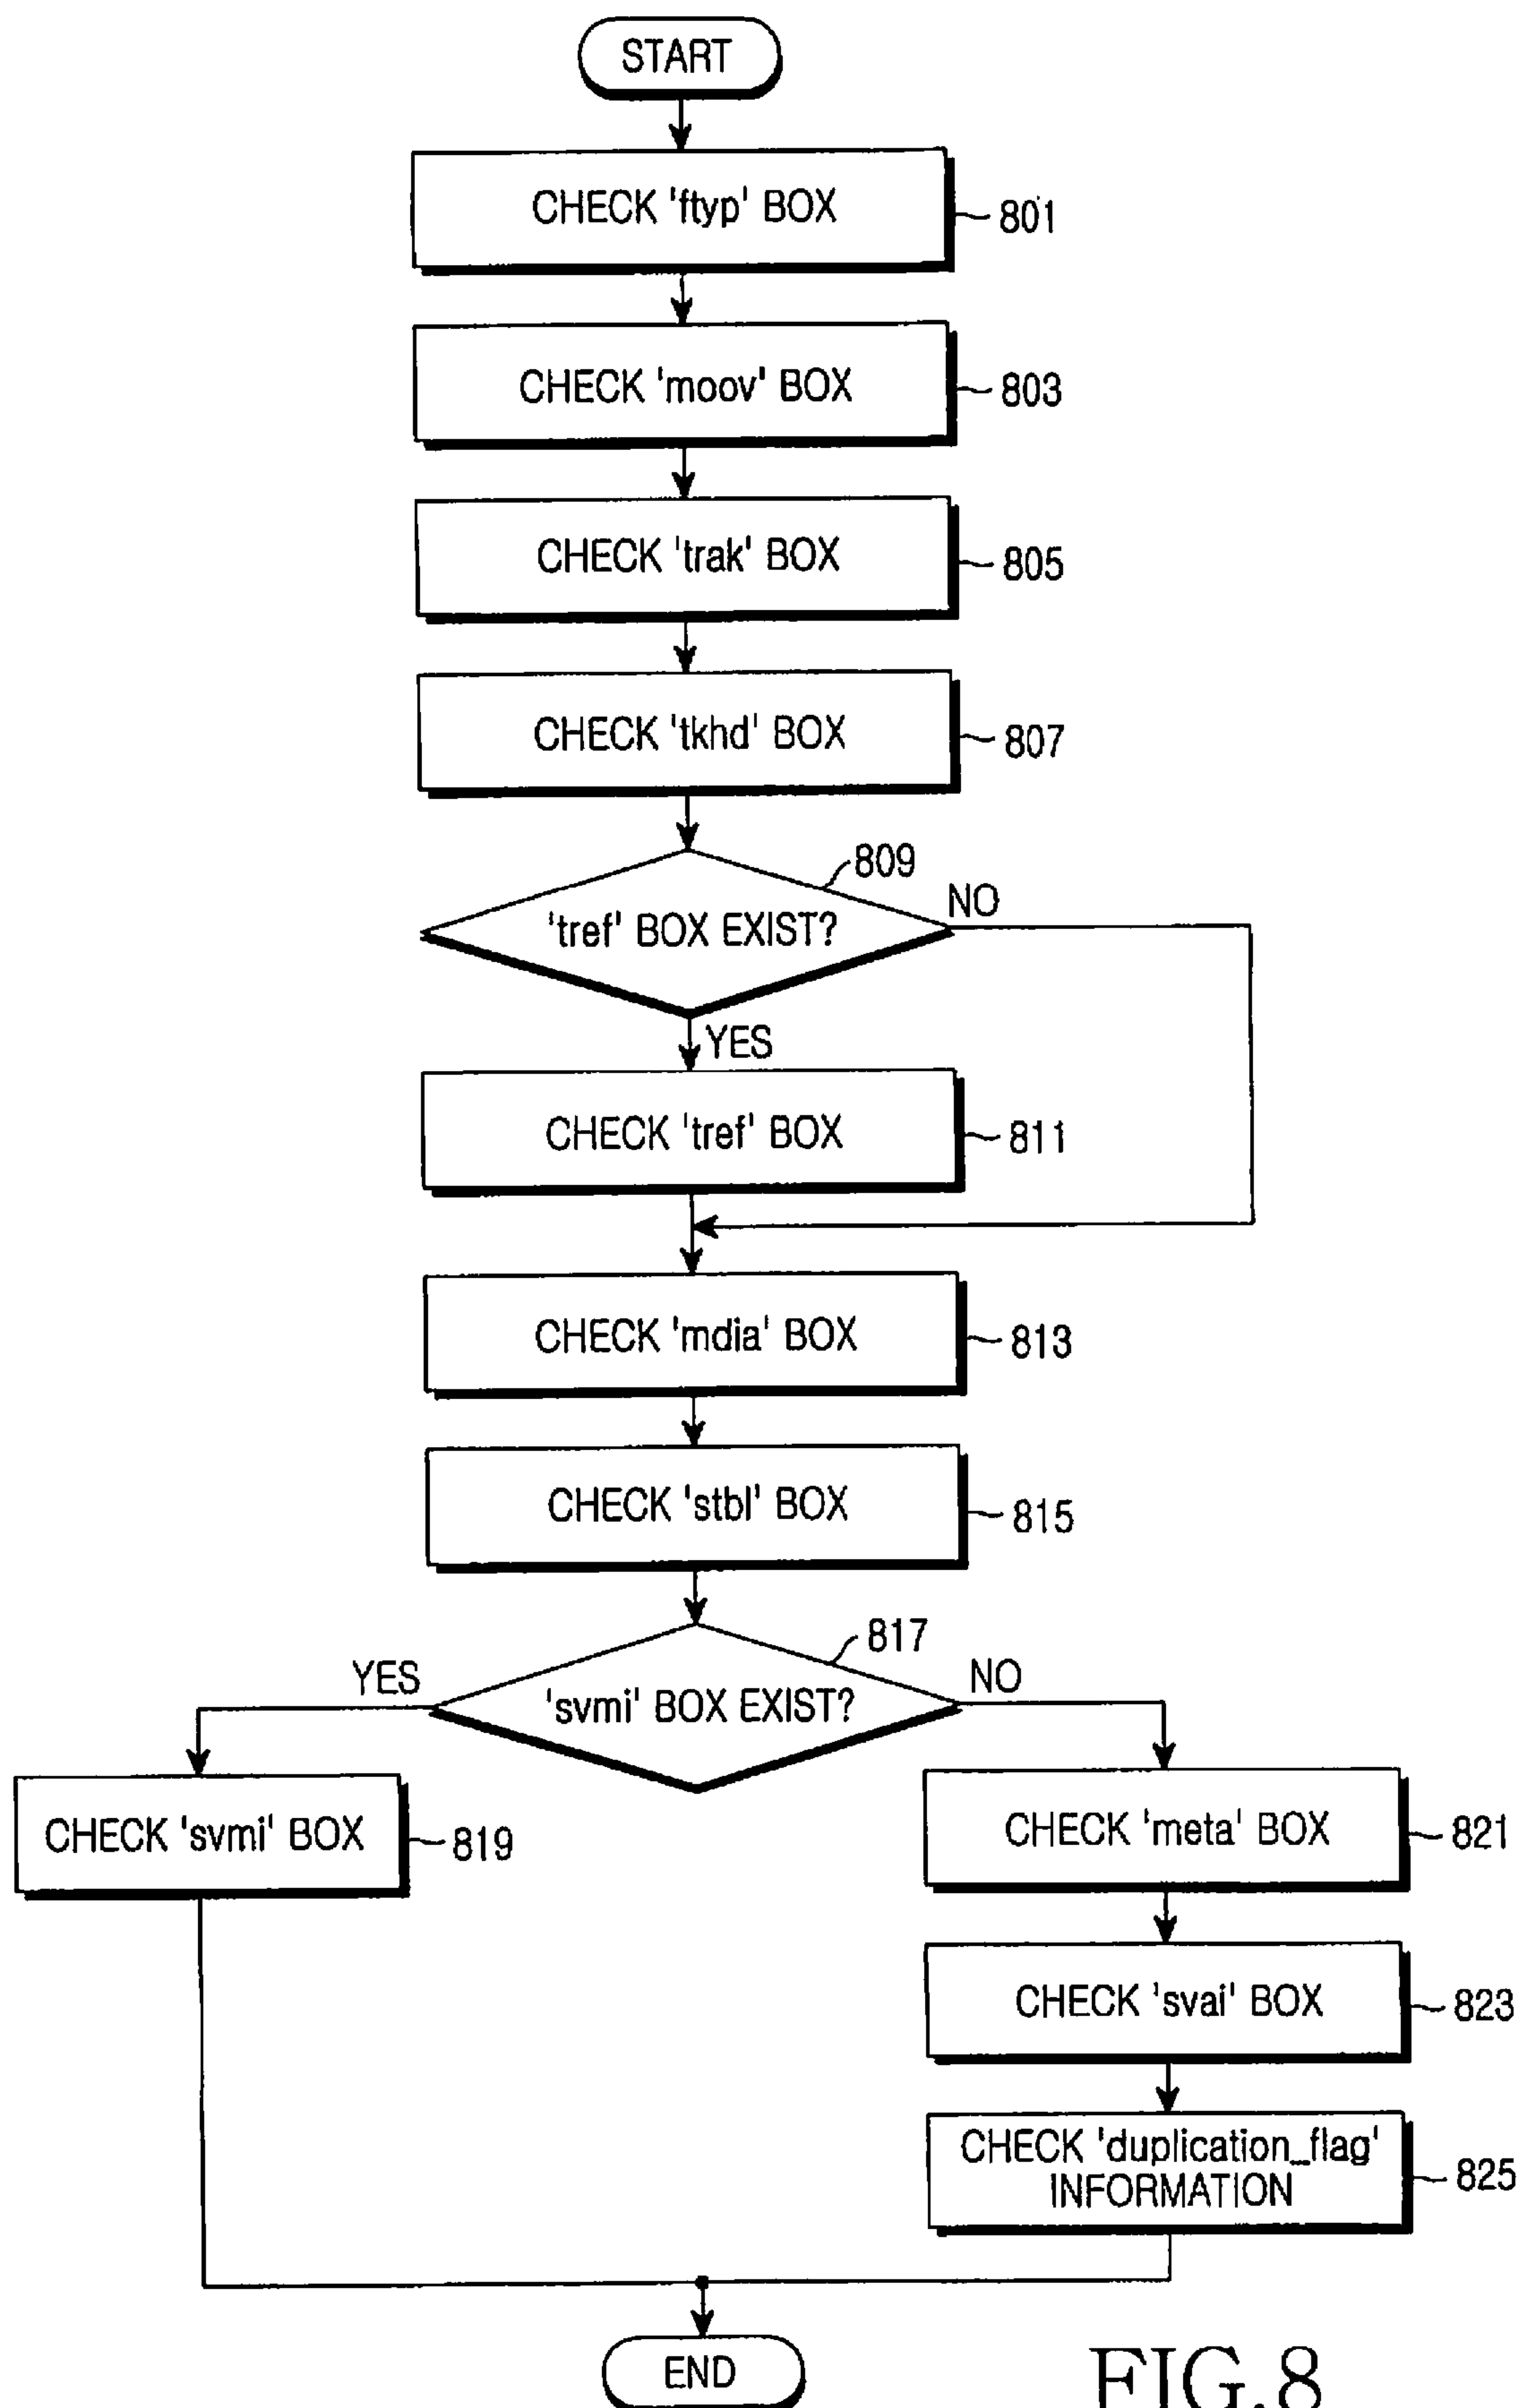 START
CHECK 'ftyp' BOX
801
CHECK 'moov' BOX
803
CHECK 'trak' BOX
805
CHECK 'tkhd' BOX
807
809
'tref' BOX EXIST?
NO
YES
CHECK 'tref' BOX
811
CHECK 'mdia' BOX
813
CHECK 'stbl' BOX
815
817
YES
'svmi' BOX EXIST?
NO
CHECK 'svmi' BOX
819
CHECK 'meta' BOX
821
CHECK 'svai' BOX
823
CHECK 'duplication_flag'
INFORMATION
825
END
FIG.8